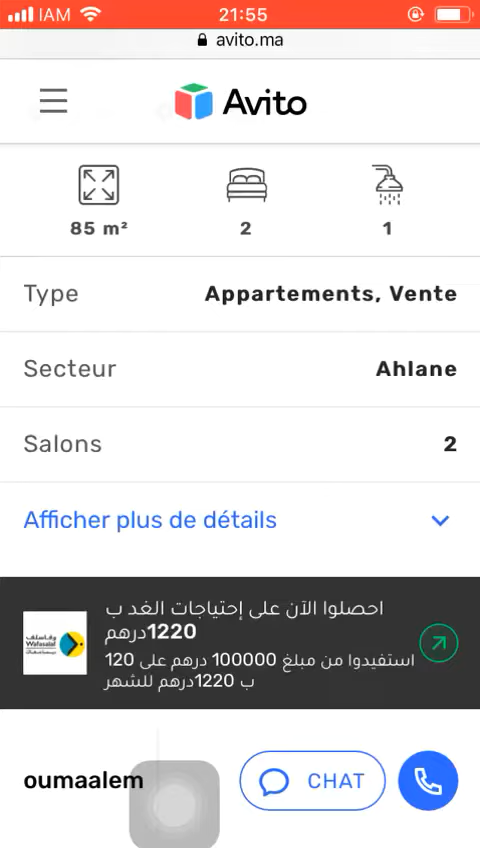 IAM 21:55
avito.ma
Avito
85 m² 2 1
Type Appartements, Vente
Secteur Ahlane
Salons 2
Afficher plus de détails
احصلوا الآن على إحتياجات الغد ب
1220درهم
وفاسلف
Wafasalaf
استفيدوا من مبلغ 100000 درهم على 120
ب 1220درهم للشهر
oumaalem CHAT